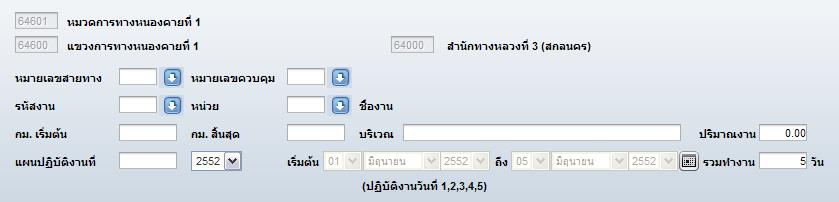 64601 หมวดการทางหนองคายที่ 1
64600 แขวงการทางหนองคายที่ 1 64000 สำนักทางหลวงที่ 3 (สกลนคร)
หมายเลขสายทาง หมายเลขควบคุม
รหัสงาน หน่วย ชื่องาน
กม. เริ่มต้น กม. สิ้นสุด บริเวณ ปริมาณงาน 0.00
แผนปฏิบัติงานที่ 2552 เริ่มต้น 01 มิถุนายน 2552 ถึง 05 มิถุนายน 2552 รวมทำงาน 5 วัน
(ปฏิบัติงานวันที่ 1,2,3,4,5)